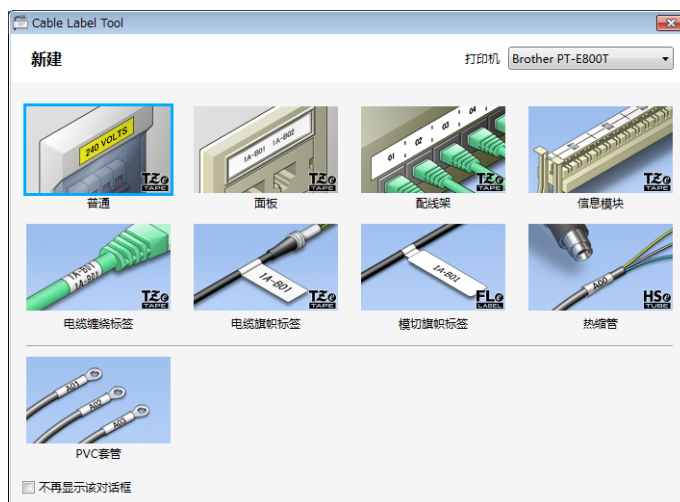 Cable Label Tool
新建
打印机 Brother PT-E800T
240 VOLTS
TZe TAPE
1A-B01 1A-B02
TZe TAPE
01 02 03 04
TZe TAPE
TZe TAPE
普通 面板 配线架 信息模块
1A-B01
1A-B01
TZe TAPE
1A-B01
TZe TAPE
1A-B01
FLe LABEL
A00
HSe TUBE
电缆缠绕标签 电缆旗帜标签 模切旗帜标签 热缩管
A01
A02
A03
PVC套管
不再显示该对话框